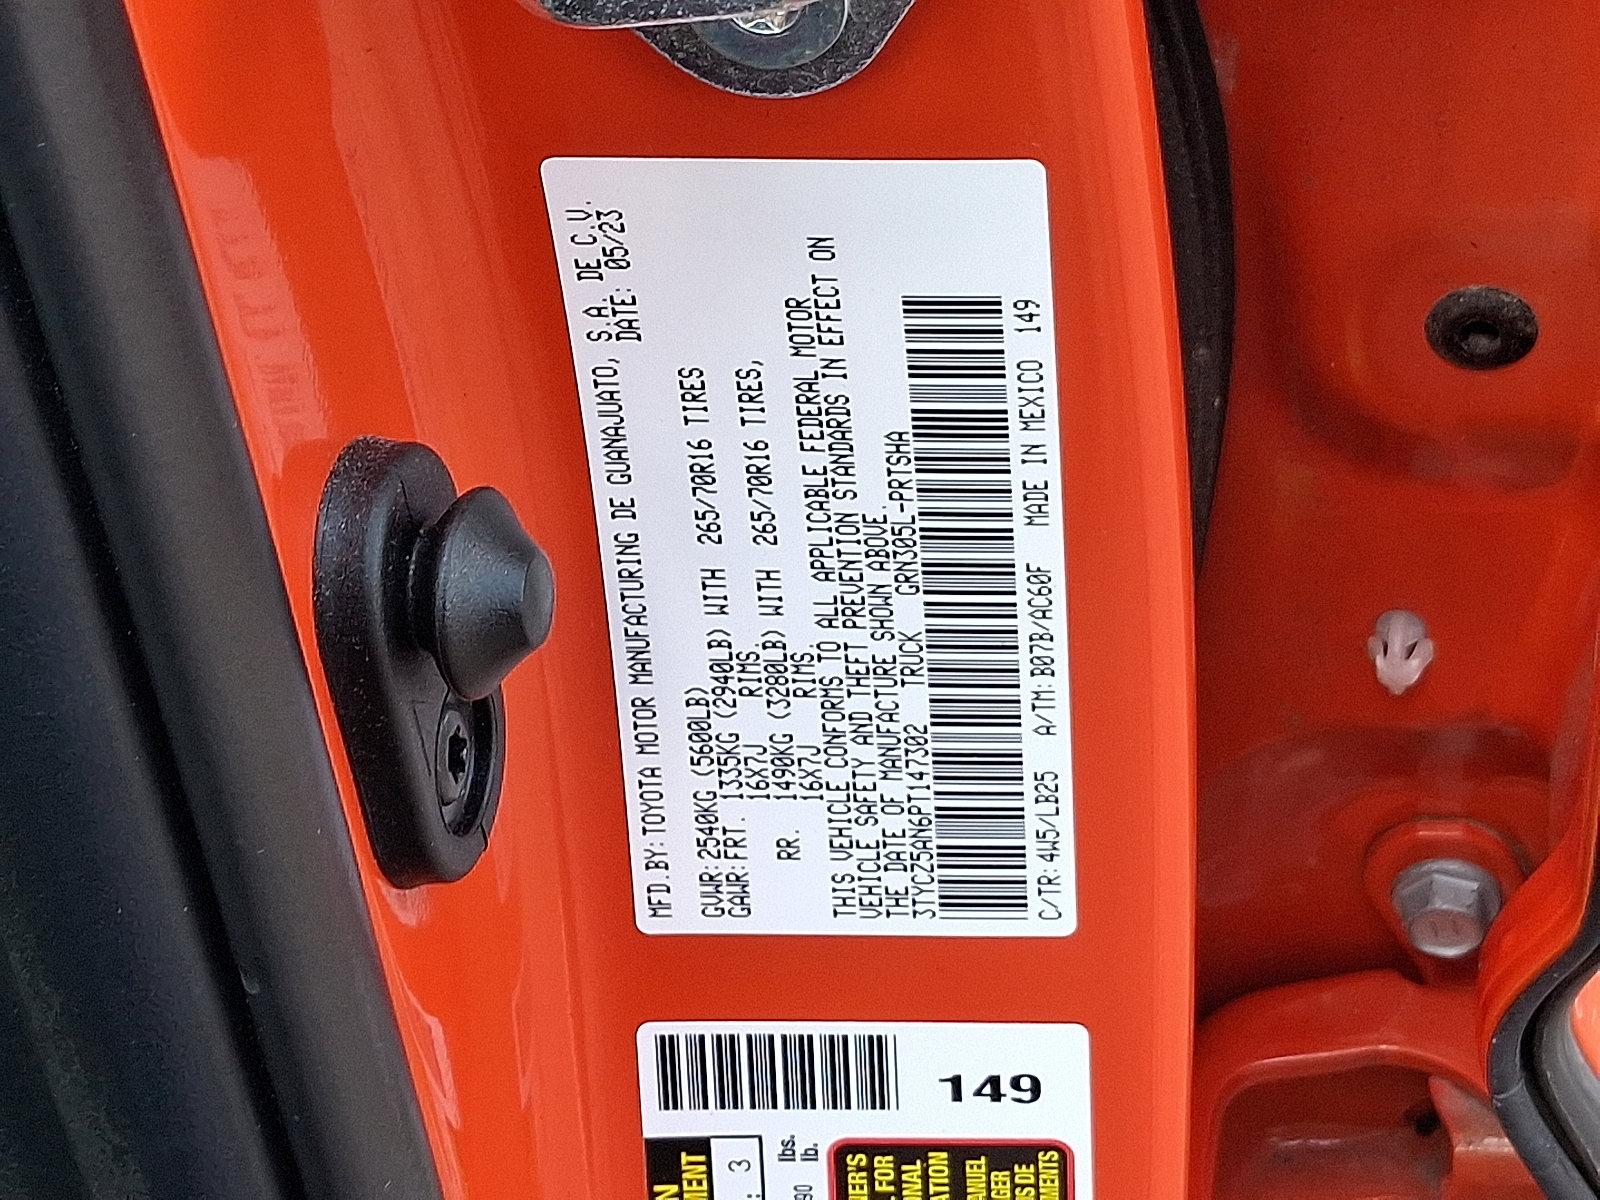 MFD.BY:TOYOTA MOTOR MANUFACTURING DE GUANAJUATO, S.A. DE C.V.
DATE: 05/23
GVWR:2540KG (5600LB)
GAWR:FRT. 1335KG (2940LB) WITH 265/70R16 TIRES
16X7J RIMS.
RR. 1490KG (3280LB) WITH 265/70R16 TIRES,
16X7J RIMS.
THIS VEHICLE CONFORMS TO ALL APPLICABLE FEDERAL MOTOR
VEHICLE SAFETY AND THEFT PREVENTION STANDARDS IN EFFECT ON
THE DATE OF MANUFACTURE SHOWN ABOVE.
3TYCZ5AN6PT147302 TRUCK GRN305L-PRTSHA
C/TR:4W5/LB25 A/TM:B07B/AC60F MADE IN MEXICO 149
149
3
lbs.
lb.